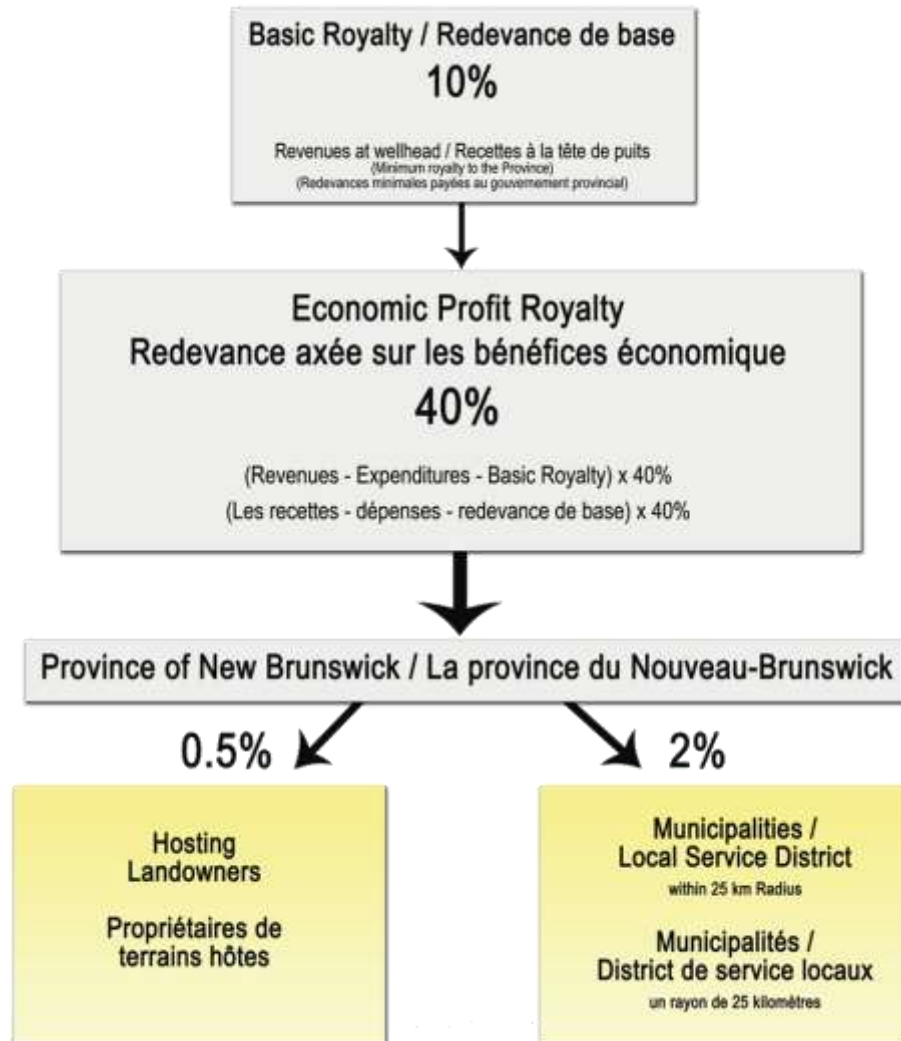 Basic Royalty / Redevance de base
10%
Revenues at wellhead / Recettes à la tête de puits
(Minimum royalty to the Province)
(Redevances minimales payées au gouvernement provincial)
Economic Profit Royalty
Redevance axée sur les bénéfices économique
40%
(Revenues - Expenditures - Basic Royalty) x 40%
(Les recettes - dépenses - redevance de base) x 40%
Province of New Brunswick / La province du Nouveau-Brunswick
0.5%
2%
Hosting
Landowners
Propriétaires de
terrains hôtes
Municipalities /
Local Service District
within 25 km Radius
Municipalités /
District de service locaux
un rayon de 25 kilomètres